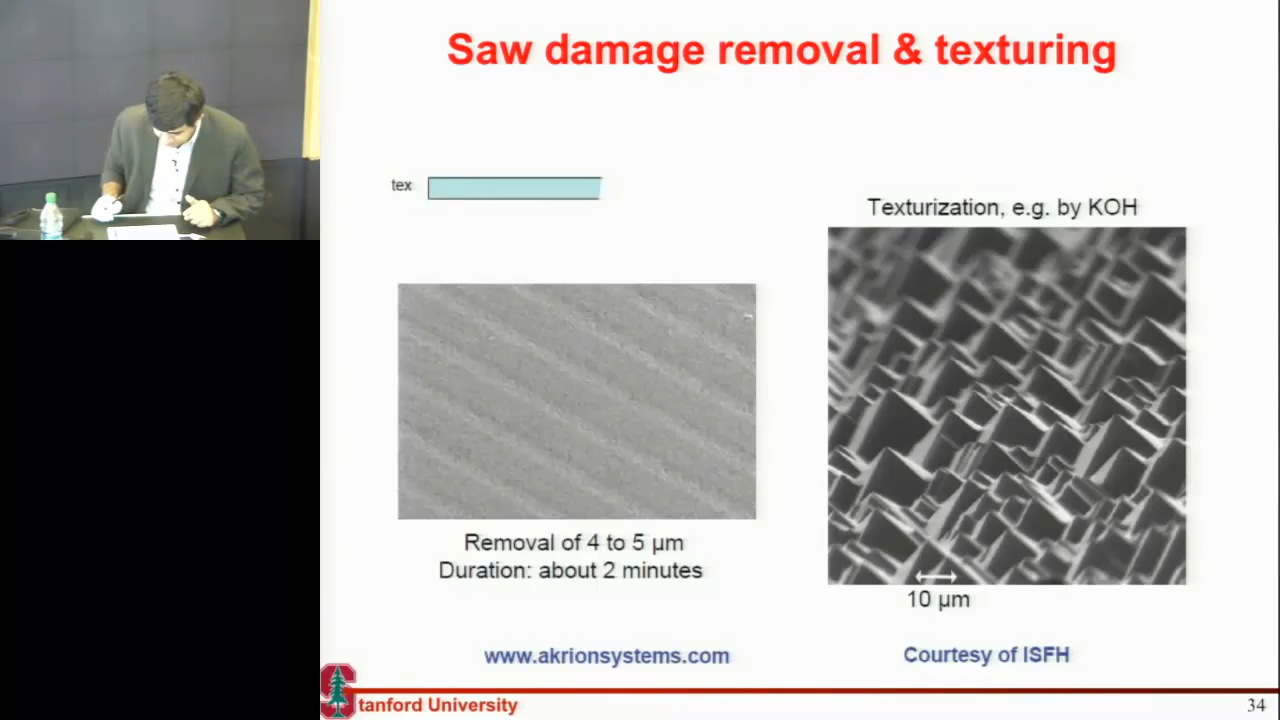 Saw damage removal & texturing
tex
Texturization, e.g. by KOH
Removal of 4 to 5 µm
Duration: about 2 minutes
10 µm
www.akrionsystems.com
Courtesy of ISFH
Stanford University
34